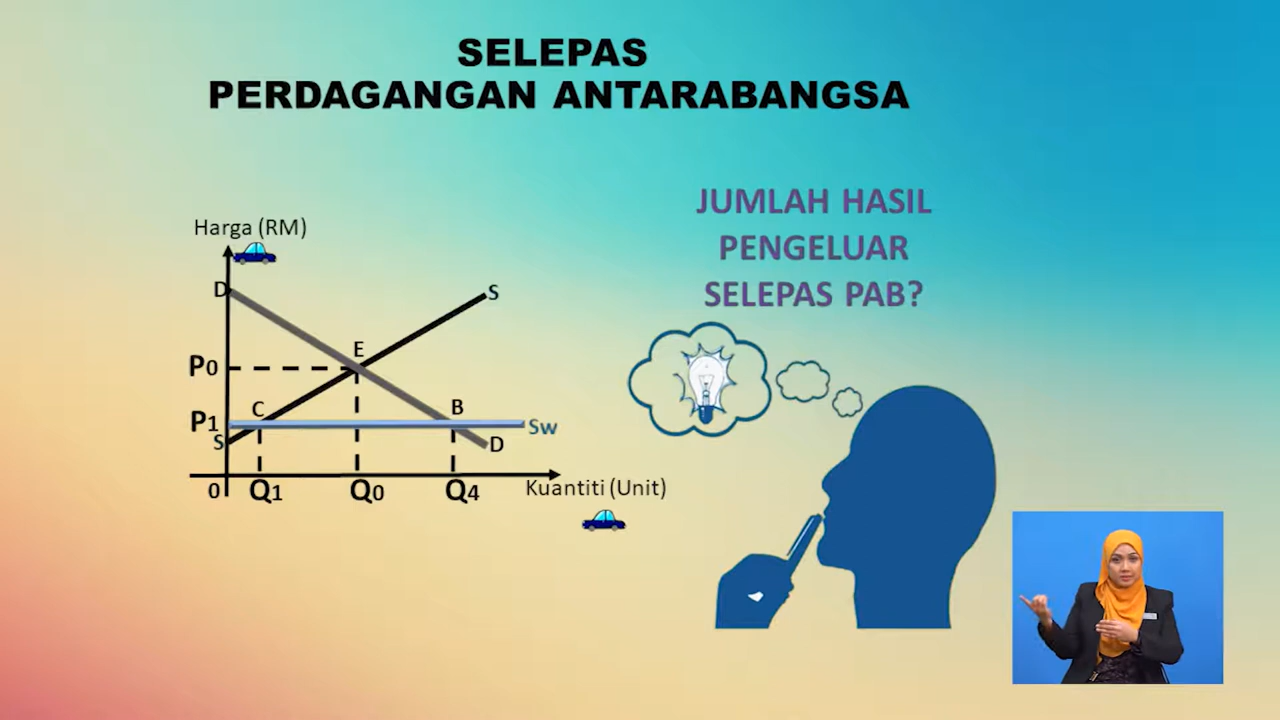 SELEPAS
PERDAGANGAN ANTARABANGSA
JUMLAH HASIL
PENGELUAR
SELEPAS PAB?
Harga (RM)
D
S
E
P0
C
B
P1
Sw
S
D
0
Q1
Q0
Q4
Kuantiti (Unit)